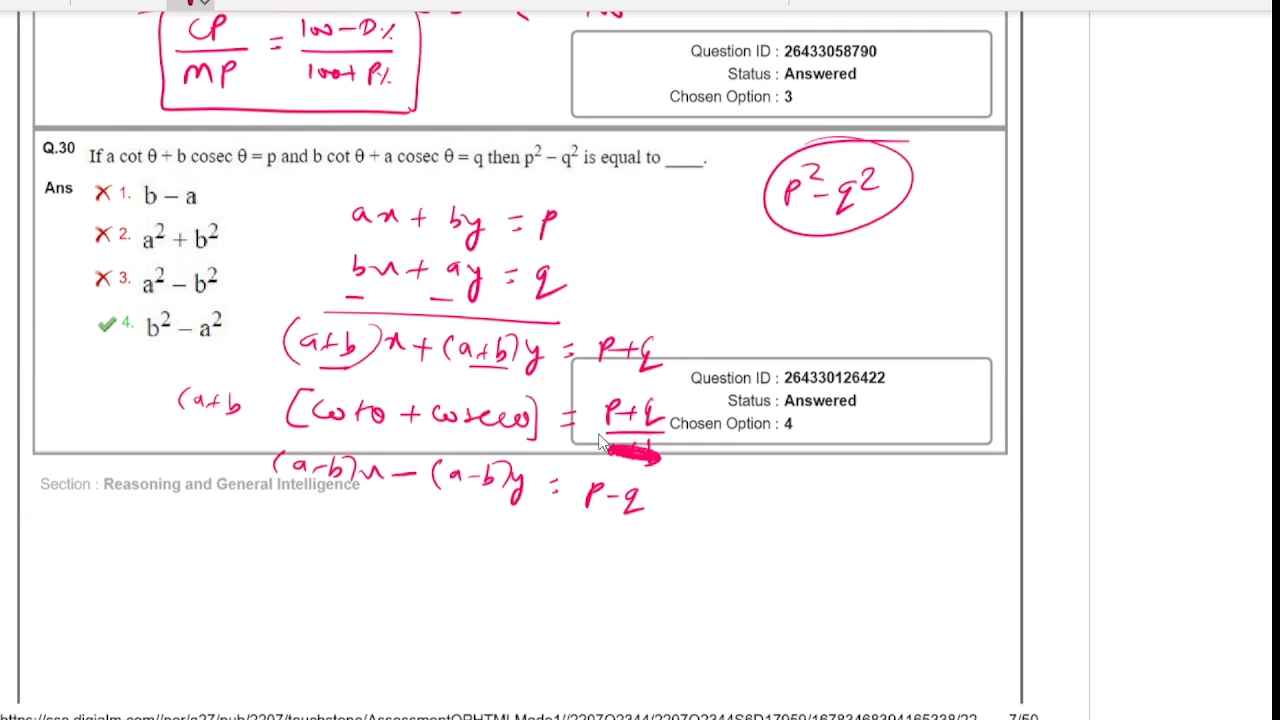 CP/MP = 100-D%/100+P%
Question ID : 26433058790
Status : Answered
Chosen Option : 3
Q.30 If a cot θ + b cosec θ = p and b cot θ + a cosec θ = q then p² − q² is equal to ____.
p²-q²
Ans
1. b − a
2. a² + b²
3. a² − b²
4. b² − a²
ax + by = p
bx + ay = q
(a+b)x + (a+b)y = p+q
(a+b [cotθ + cosecθ] = p+q
(a-b)x - (a-b)y = p-q
Question ID : 264330126422
Status : Answered
Chosen Option : 4
Section : Reasoning and General Intelligence
7/50